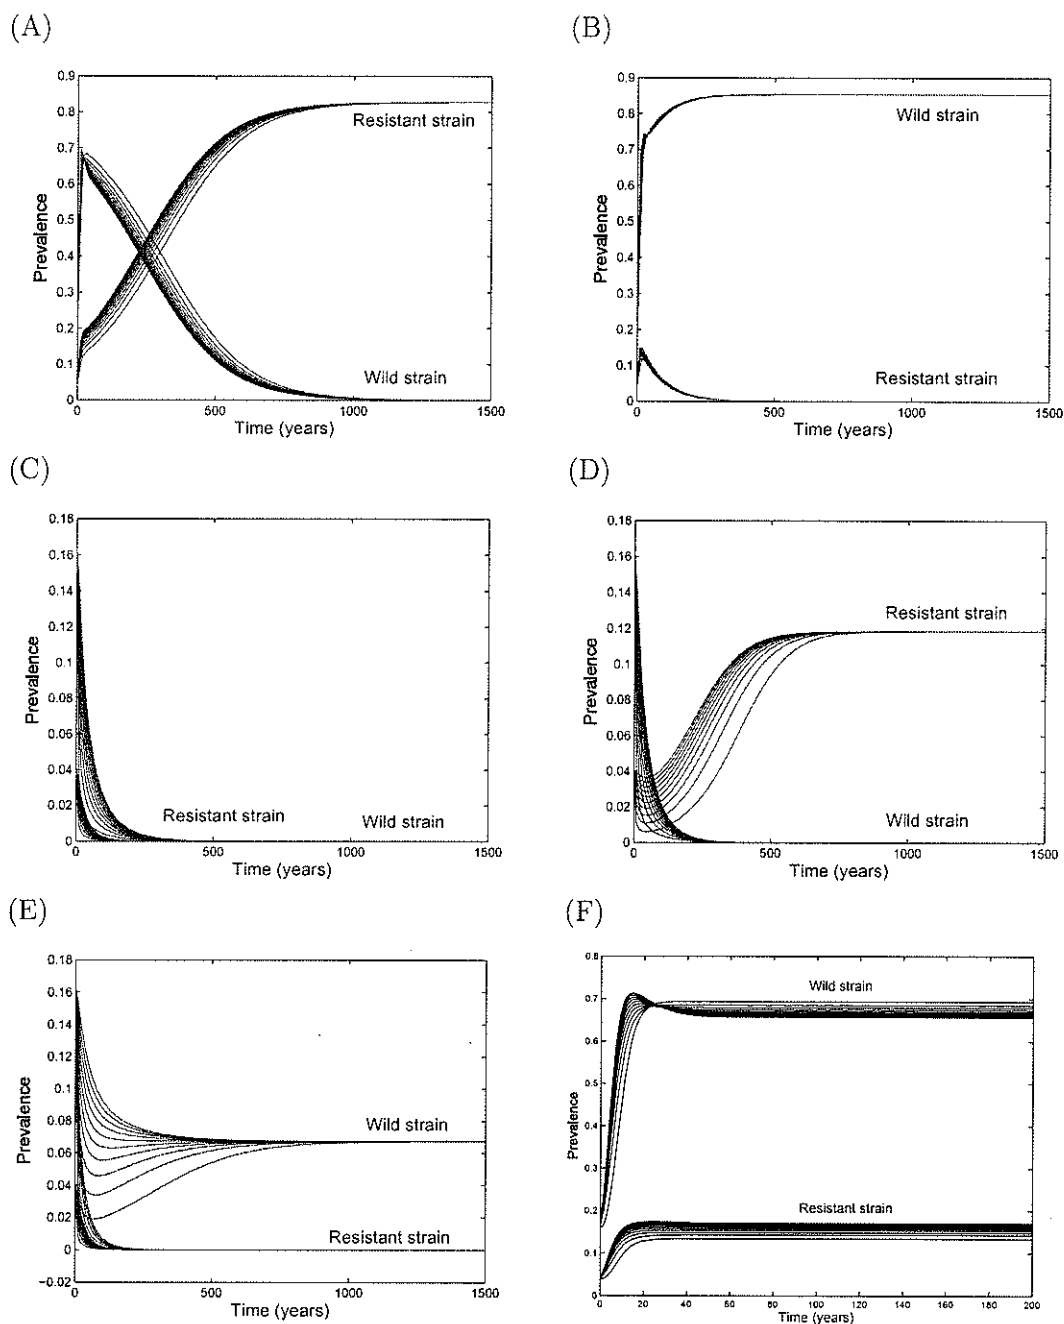 (A)
0.9
0.8
0.7
0.6
0.5
0.4
0.3
0.2
0.1
0
Prevalence
Resistant strain
Wild strain
0 500 1000 1500
Time (years)
(B)
0.9
0.8
0.7
0.6
0.5
0.4
0.3
0.2
0.1
0
Prevalence
Wild strain
Resistant strain
0 500 1000 1500
Time (years)
(C)
0.18
0.16
0.14
0.12
0.1
0.08
0.06
0.04
0.02
0
Prevalence
Resistant strain
Wild strain
0 500 1000 1500
Time (years)
(D)
0.18
0.16
0.14
0.12
0.1
0.08
0.06
0.04
0.02
0
Prevalence
Resistant strain
Wild strain
0 500 1000 1500
Time (years)
(E)
0.18
0.16
0.14
0.12
0.1
0.08
0.06
0.04
0.02
0
−0.02
Prevalence
Wild strain
Resistant strain
0 500 1000 1500
Time (years)
(F)
0.8
0.7
0.6
0.5
0.4
0.3
0.2
0.1
0
Prevalence
Wild strain
Resistant strain
0 20 40 60 80 100 120 140 160 180 200
Time (years)